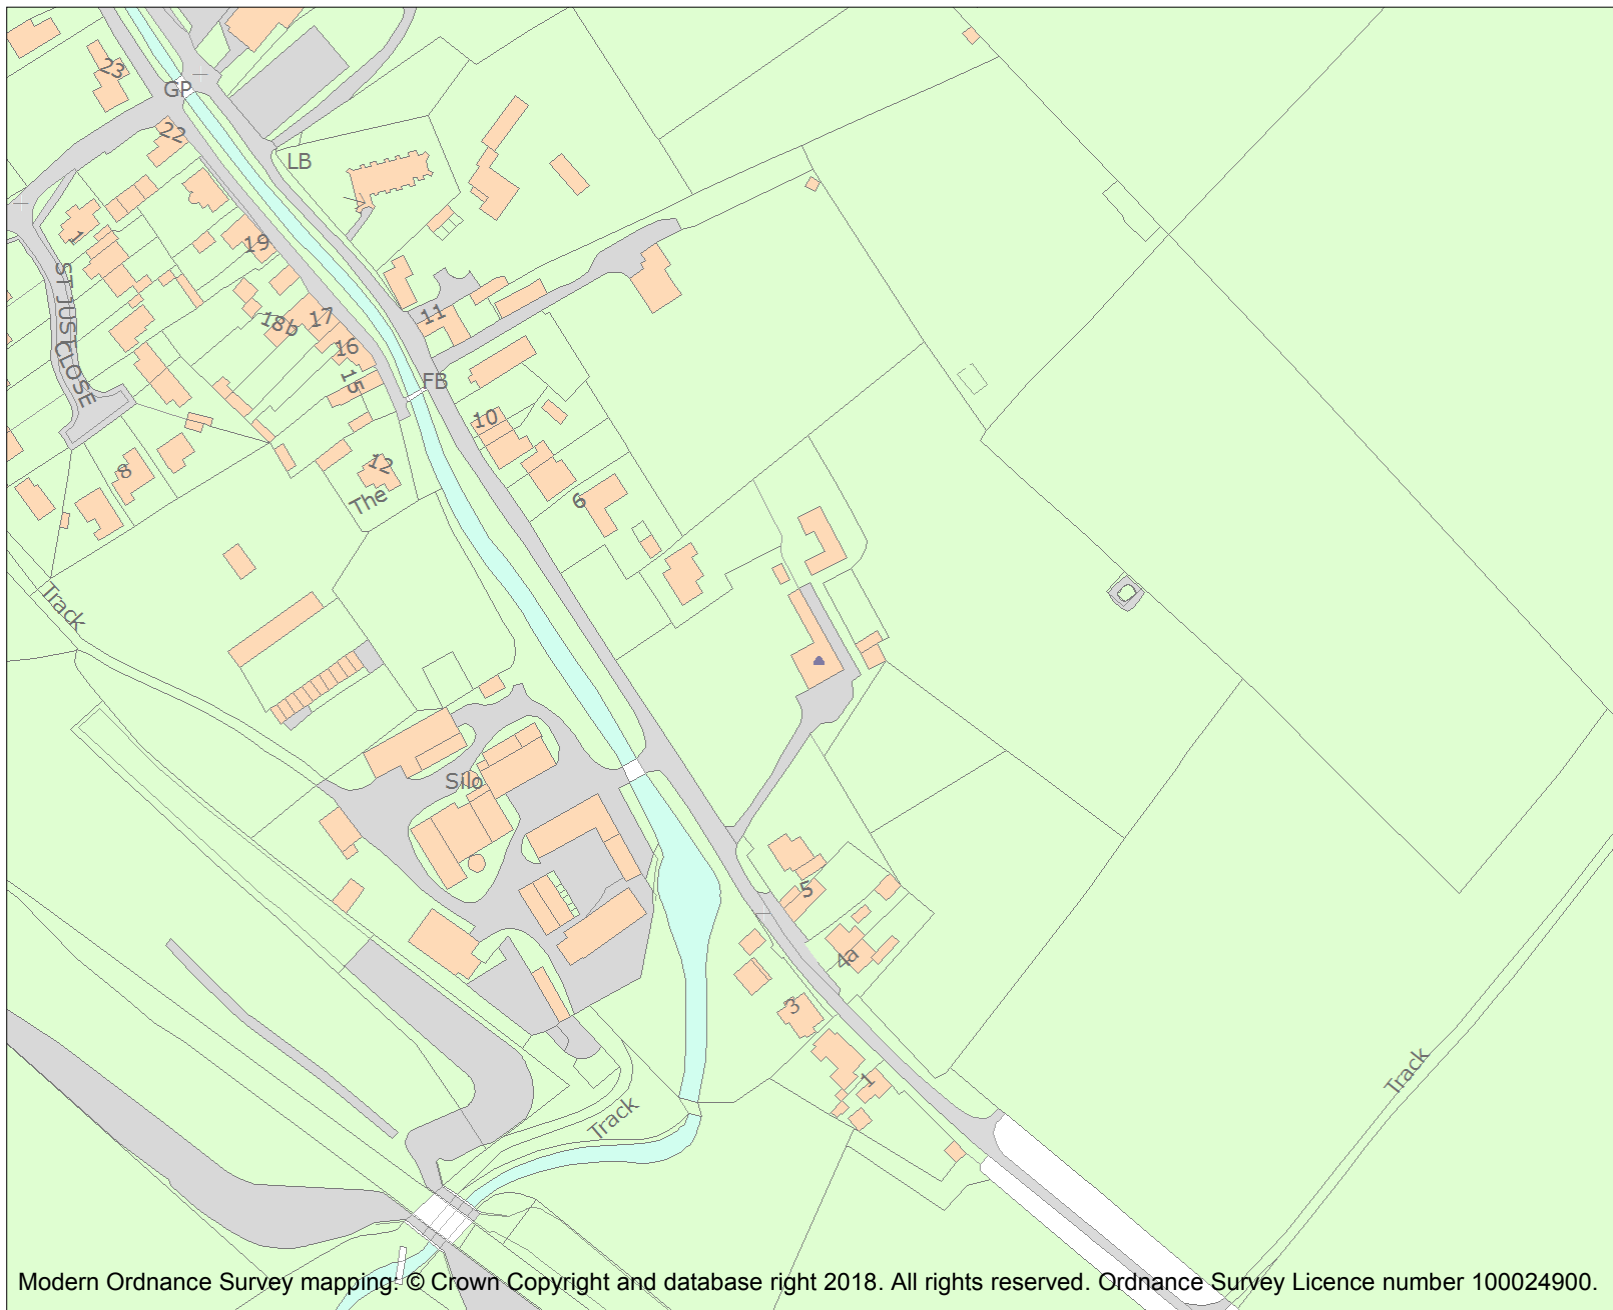 23
GP
22
LB
1
19
ST JUST CLOSE
18b
17
11
16
15
FB
10
12
8
The
6
Track
Silo
5
4a
3
1
Track
Track
Modern Ordnance Survey mapping: © Crown Copyright and database right 2018. All rights reserved. Ordnance Survey Licence number 100024900.